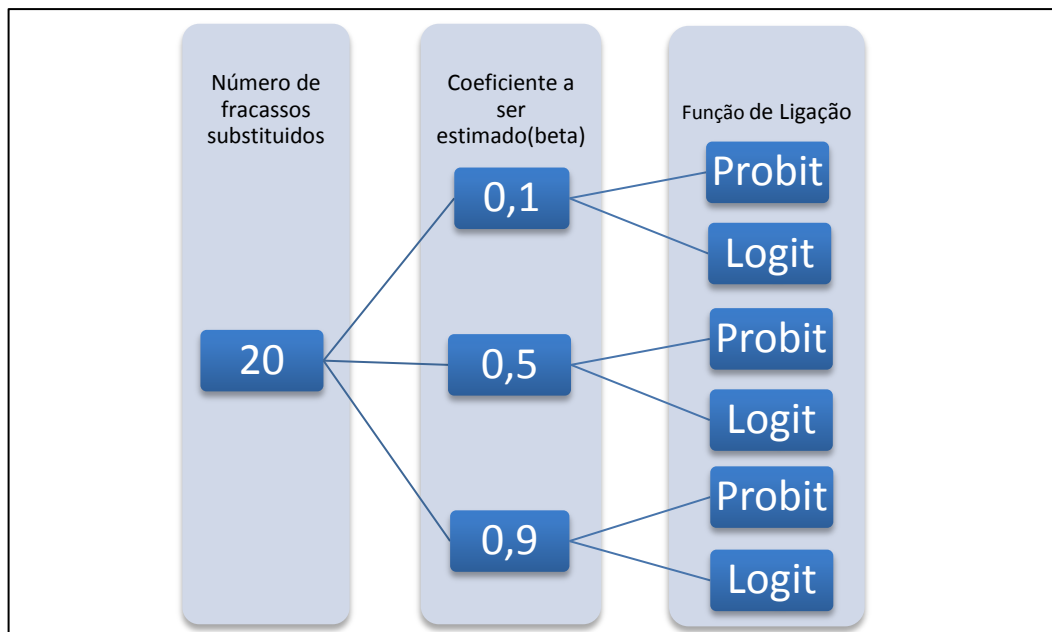 Número de
fracassos
substituidos
Coeficiente a
ser
estimado(beta)
Função de Ligação
20
0,1
0,5
0,9
Probit
Logit
Probit
Logit
Probit
Logit